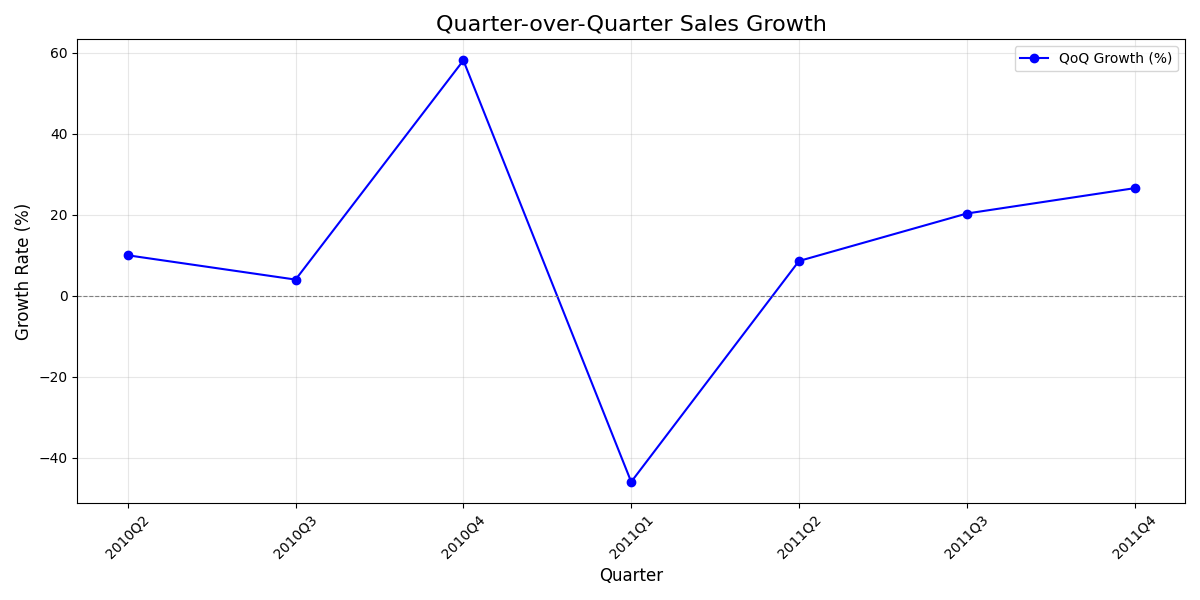 Quarter-over-Quarter Sales Growth
QoQ Growth (%)
Growth Rate (%)
60
40
20
0
−20
−40
2010Q2
2010Q3
2010Q4
2011Q1
2011Q2
2011Q3
2011Q4
Quarter